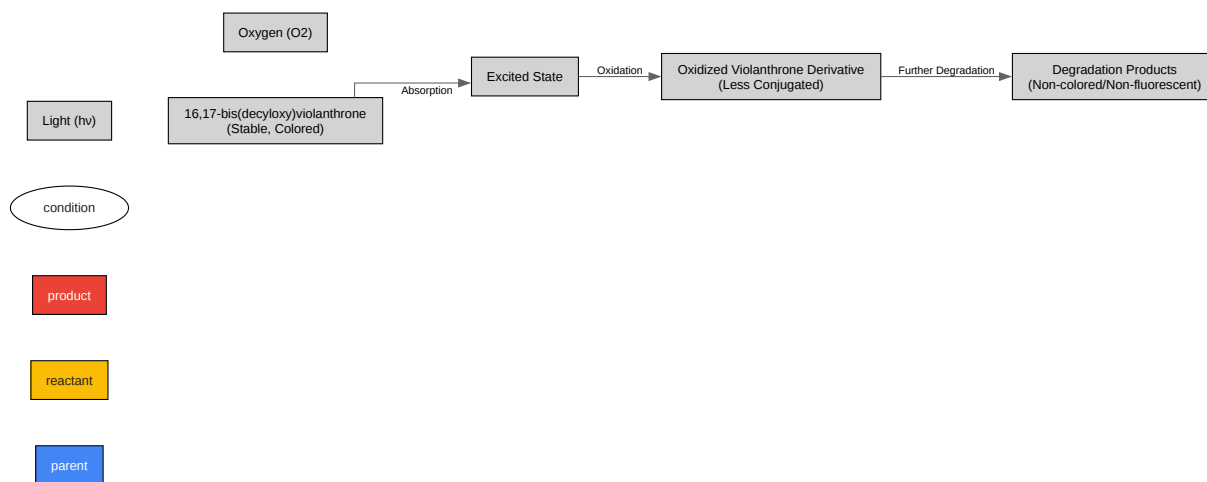 Oxygen (O2)
Light (hν)
16,17-bis(decyloxy)violanthrone
(Stable, Colored)
Absorption
Excited State
Oxidation
Oxidized Violanthrone Derivative
(Less Conjugated)
Further Degradation
Degradation Products
(Non-colored/Non-fluorescent)
condition
product
reactant
parent